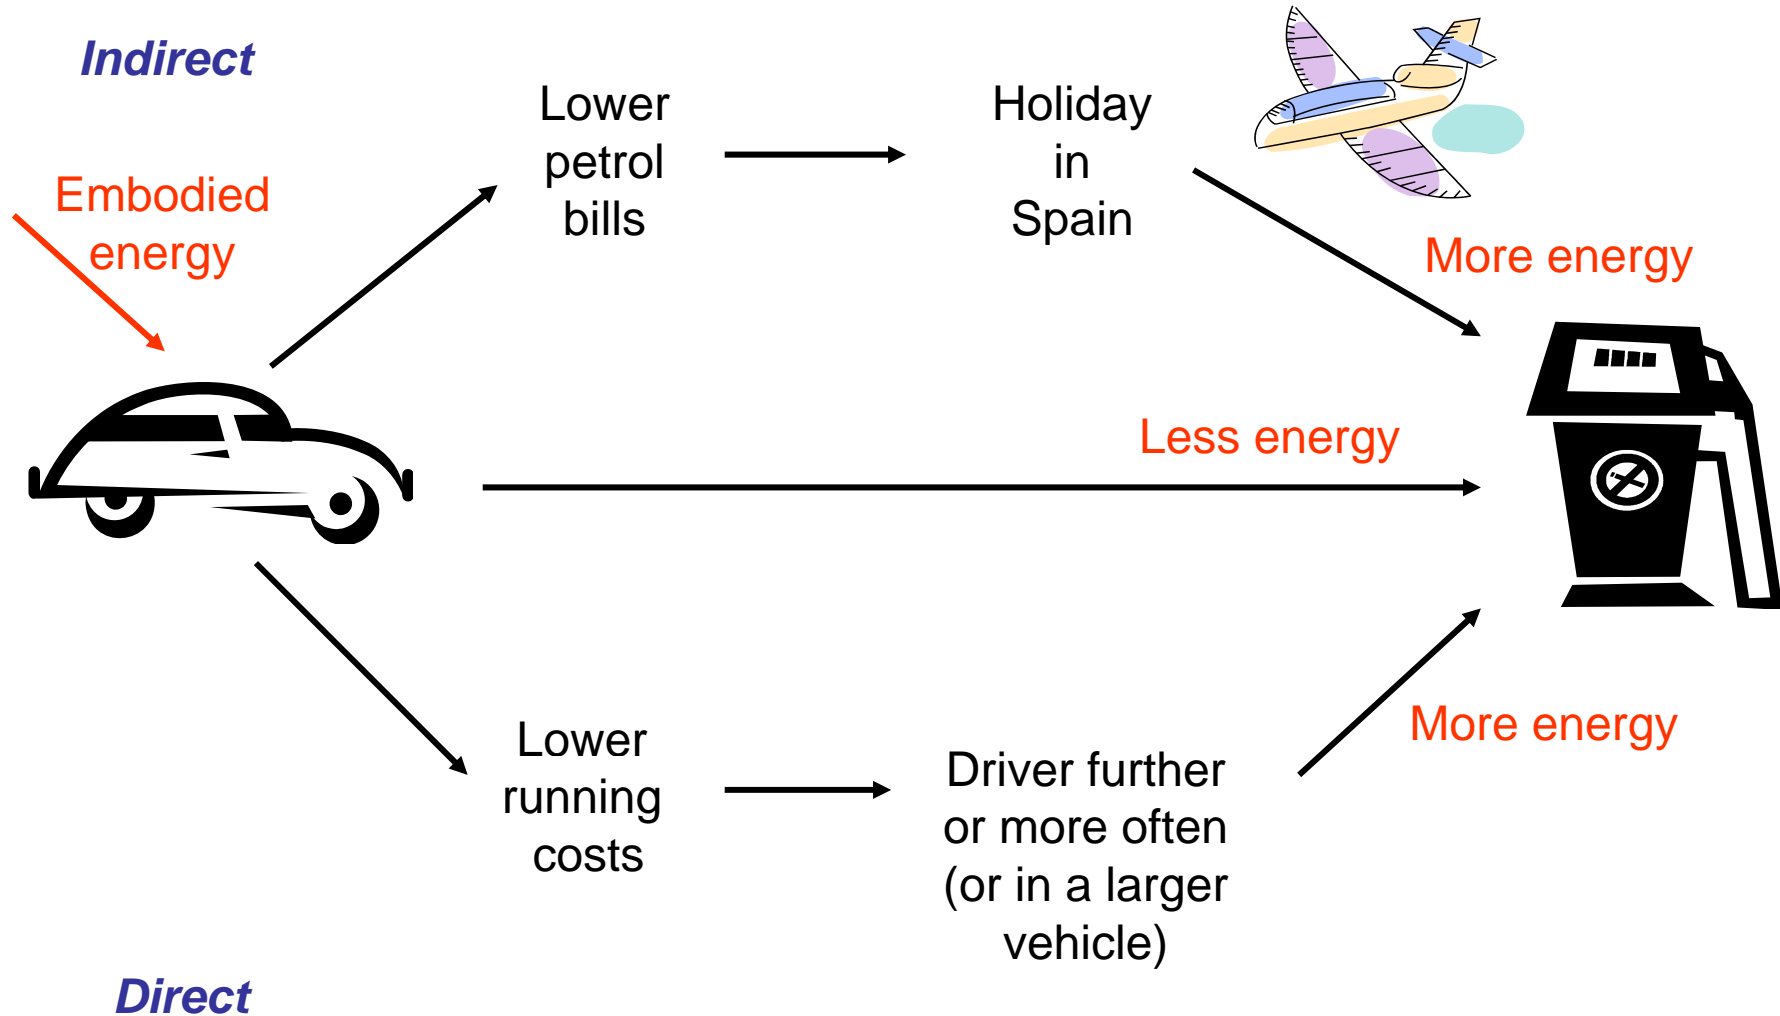 Indirect
Lower
petrol
bills
Holiday
in
Spain
Embodied
energy
More energy
Less energy
Lower
running
costs
Driver further
or more often
(or in a larger
vehicle)
More energy
Direct